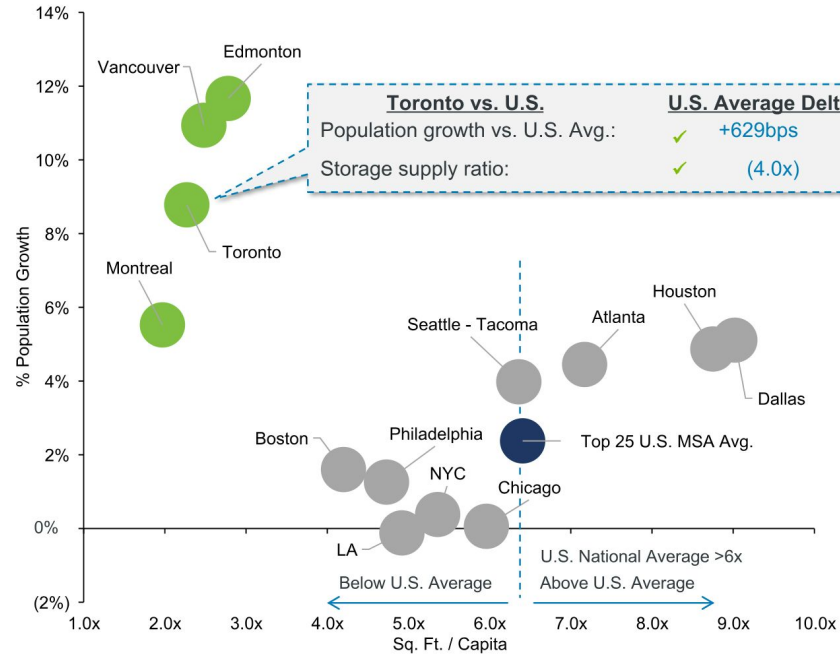 14%
Edmonton
Vancouver
12%
Toronto vs. U.S. U.S. Average Delt
Population growth vs. U.S. Avg.: ✓ +629bps
Storage supply ratio: ✓ (4.0x)
10%
8%
Toronto
Montreal
6%
Houston
Atlanta
Seattle - Tacoma
4%
Dallas
% Population Growth
Boston
Philadelphia
Top 25 U.S. MSA Avg.
2%
NYC
Chicago
0%
LA
U.S. National Average >6x
Below U.S. Average
Above U.S. Average
(2%)
1.0x 2.0x 3.0x 4.0x 5.0x 6.0x 7.0x 8.0x 9.0x 10.0x
Sq. Ft. / Capita